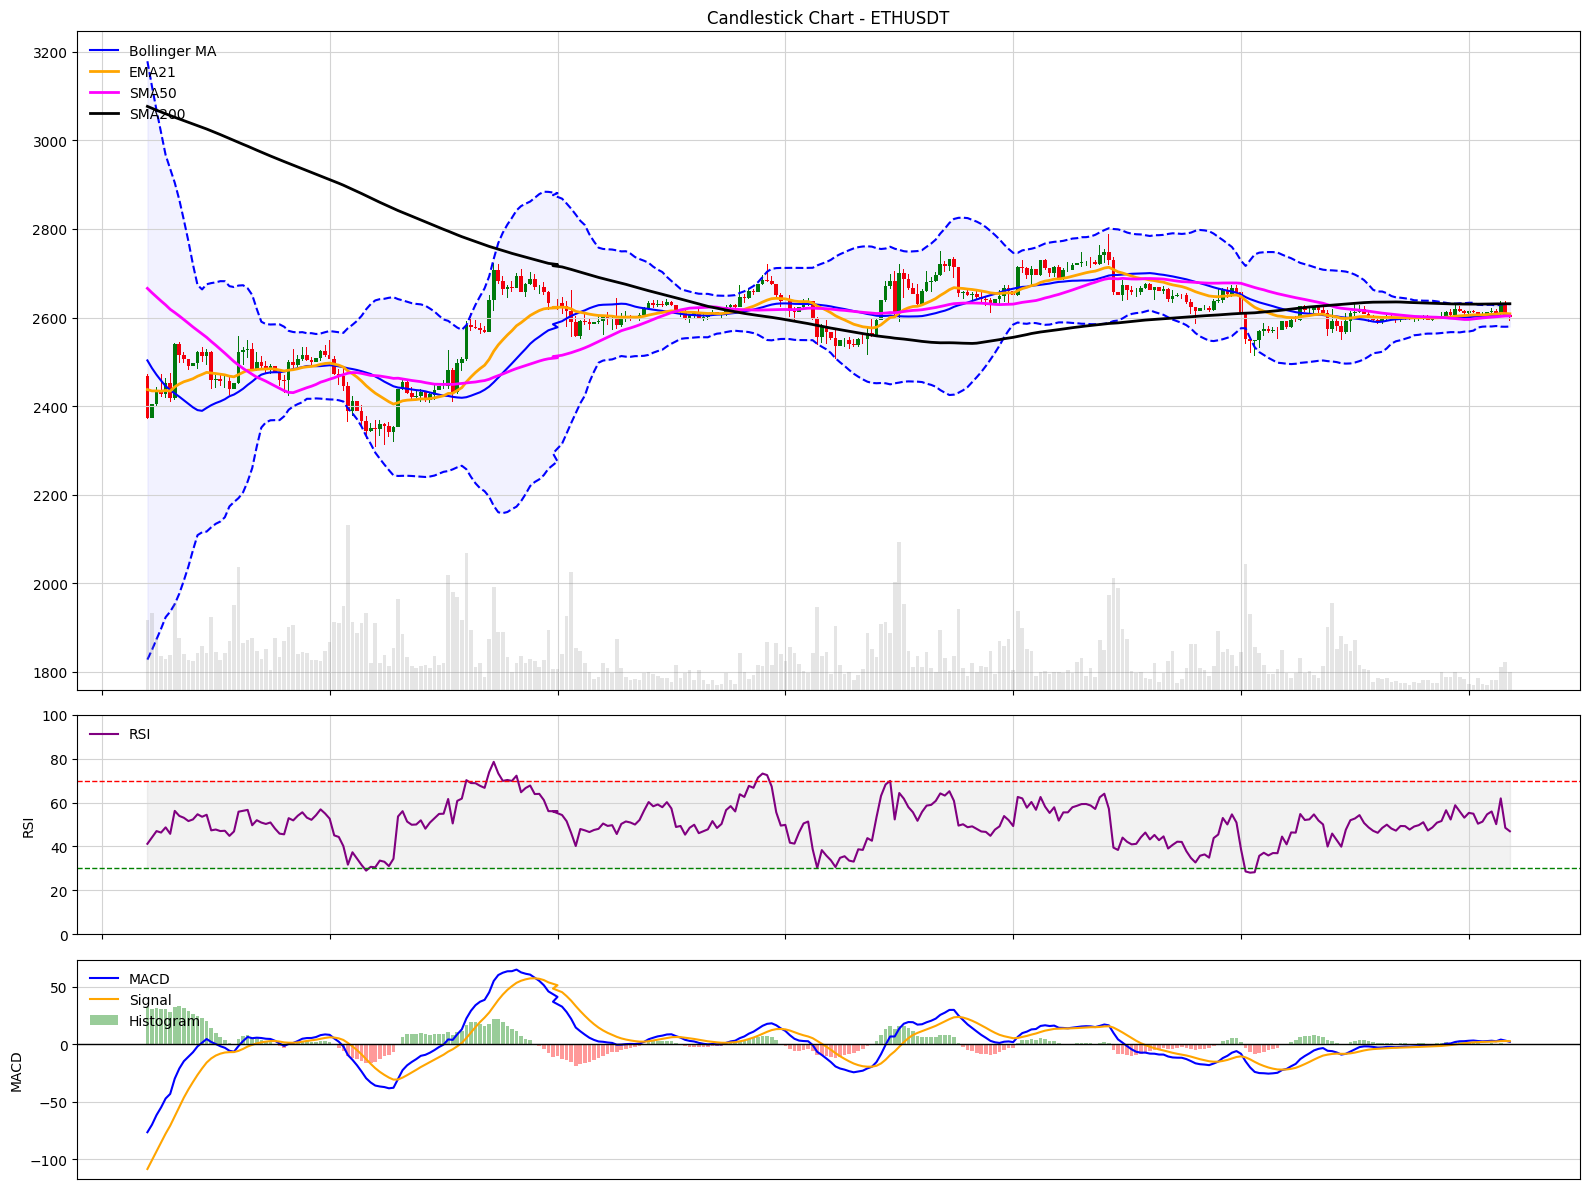 Candlestick Chart - ETHUSDT
Bollinger MA
EMA21
SMA50
SMA200
3200
3000
2800
2600
2400
2200
2000
1800
RSI
RSI
100
80
60
40
20
0
MACD
Signal
Histogram
MACD
50
0
−50
−100